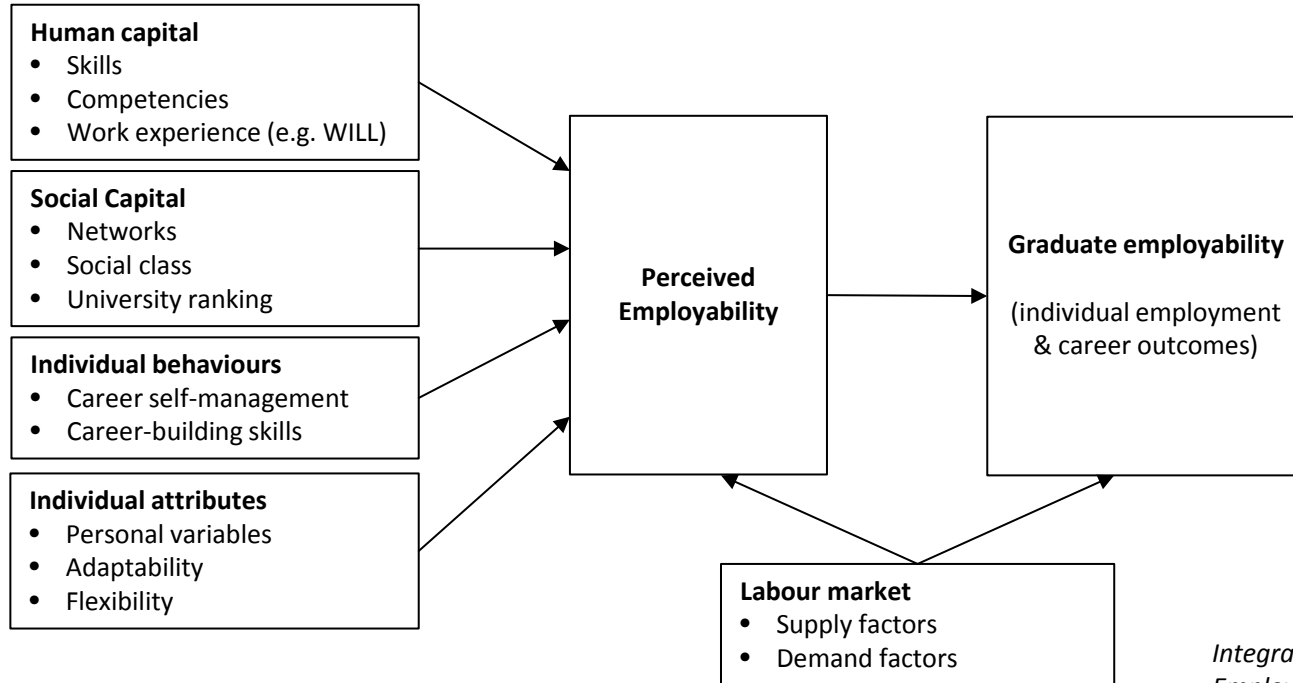 Human capital
• Skills
• Competencies
• Work experience (e.g. WILL)
Social Capital
• Networks
• Social class
• University ranking
Individual behaviours
• Career self-management
• Career-building skills
Individual attributes
• Personal variables
• Adaptability
• Flexibility
Perceived
Employability
Graduate employability
(individual employment
& career outcomes)
Labour market
• Supply factors
• Demand factors